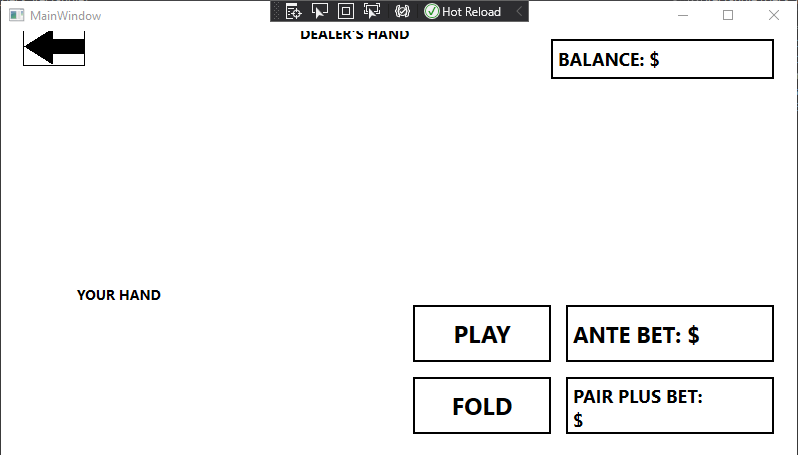 MainWindow
Hot Reload
DEALER'S HAND
BALANCE: $
YOUR HAND
PLAY
ANTE BET: $
FOLD
PAIR PLUS BET:
$